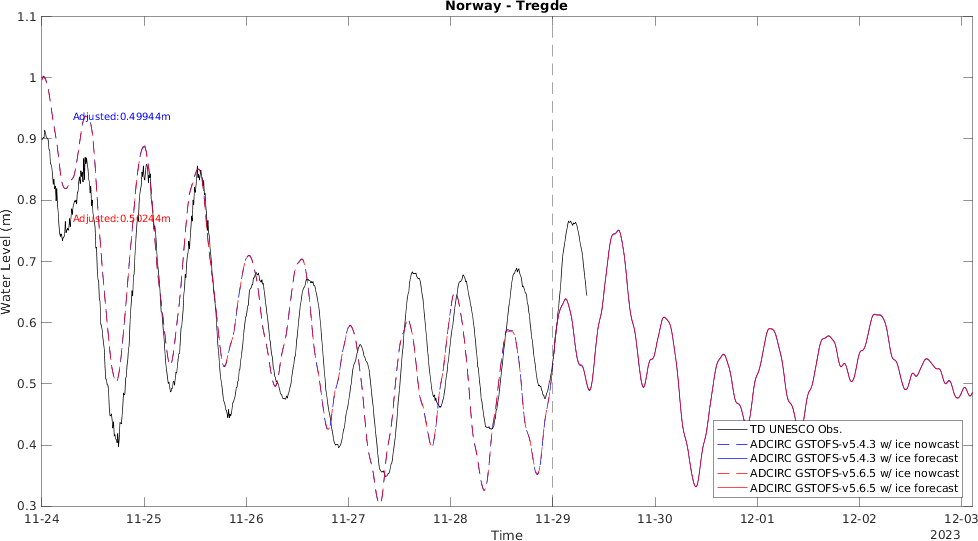 Norway - Tregde
1.1
1
0.9
0.8
0.7
0.6
0.5
0.4
0.3
Water Level (m)
Adjusted:0.49944m
Adjusted:0.50244m
TD UNESCO Obs.
ADCIRC GSTOFS-v5.4.3 w/ ice nowcast
ADCIRC GSTOFS-v5.4.3 w/ ice forecast
ADCIRC GSTOFS-v5.6.5 w/ ice nowcast
ADCIRC GSTOFS-v5.6.5 w/ ice forecast
11-24 11-25 11-26 11-27 11-28 11-29 11-30 12-01 12-02 12-03
Time
2023